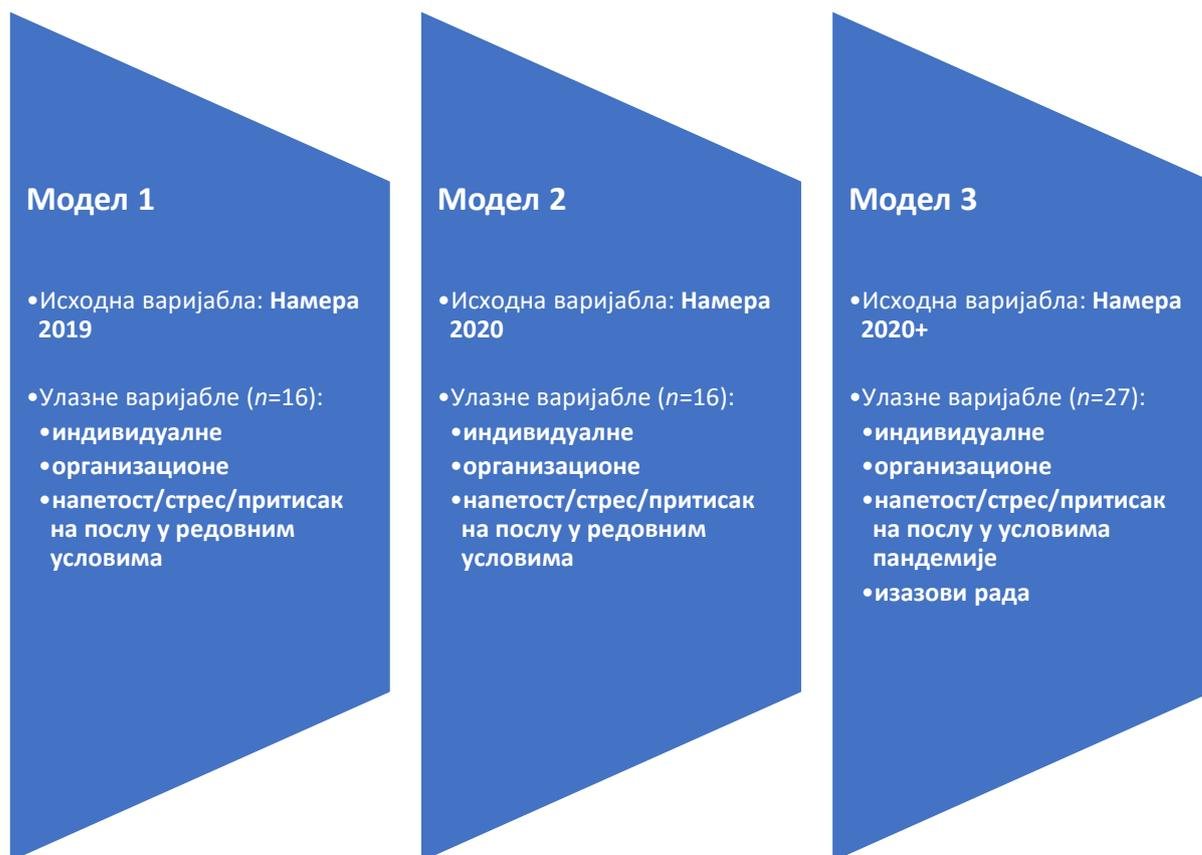 Модел 1
•Исходна варијабла: Намера
2019
•Улазне варијабле (n=16):
•индивидуалне
•организационе
•напетост/стрес/притисак
на послу у редовним
условима
Модел 2
•Исходна варијабла: Намера
2020
•Улазне варијабле (n=16):
•индивидуалне
•организационе
•напетост/стрес/притисак
на послу у редовним
условима
Модел 3
•Исходна варијабла: Намера
2020+
•Улазне варијабле (n=27):
•индивидуалне
•организационе
•напетост/стрес/притисак
на послу у условима
пандемије
•изазови рада